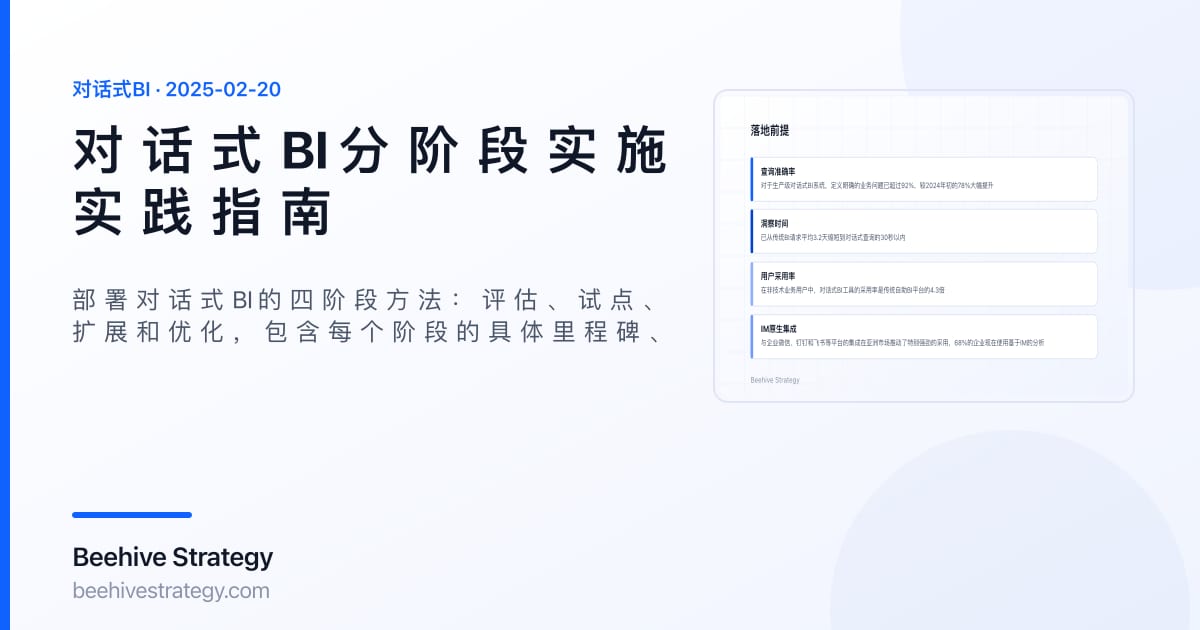 对话式BI · 2025-02-20
对话式BI分阶段实施
实践指南
部署对话式BI的四阶段方法：评估、试点、
扩展和优化，包含每个阶段的具体里程碑、
落地前提
查询准确率
对于生产级对话式BI系统，定义明确的业务问题已超过92%，较2024年初的78%大幅提升
洞察时间
已从传统BI请求平均3.2天缩短到对话式查询的30秒以内
用户采用率
在非技术业务用户中，对话式BI工具的采用率是传统自助BI平台的4.3倍
IM原生集成
与企业微信、钉钉和飞书等平台的集成在亚洲市场推动了特别强劲的采用，68%的企业现在使用基于IM的分析
Beehive Strategy
Beehive Strategy
beehivestrategy.com